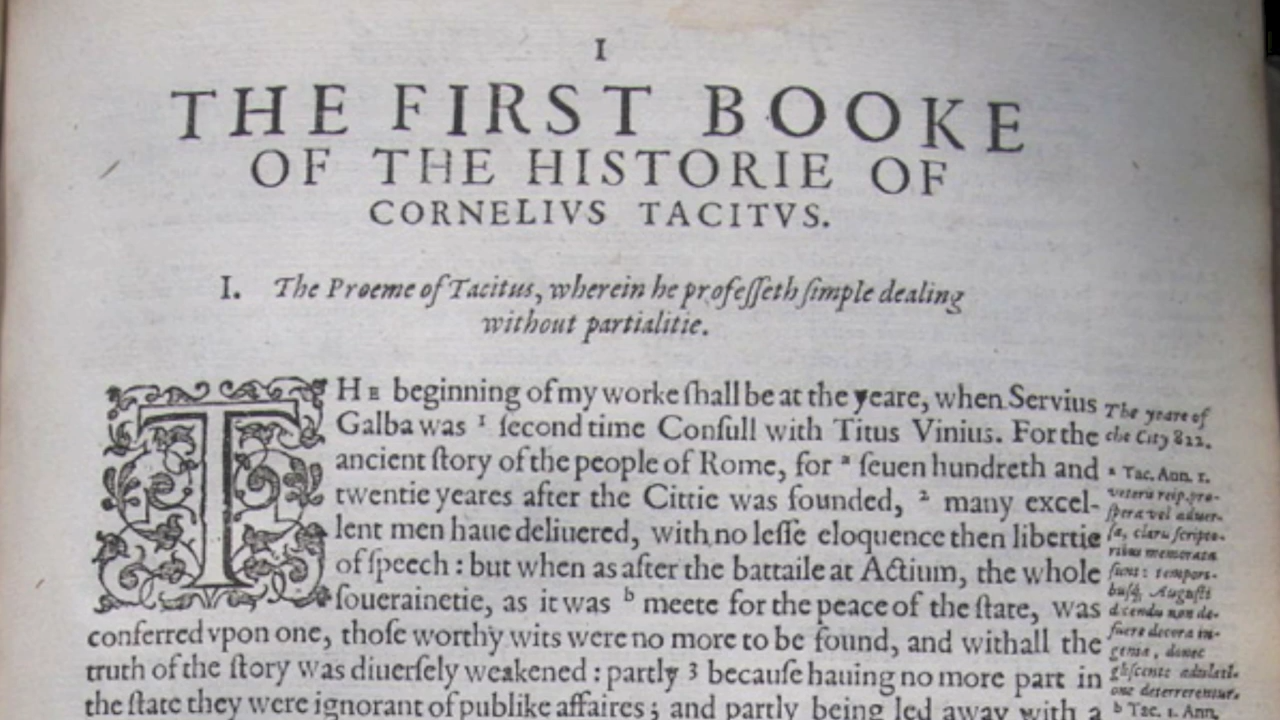 I
THE FIRST BOOKE
OF THE HISTORIE OF
CORNELIVS TACITVS.
I. The Proeme of Tacitus, wherein he profeſſeth ſimple dealing
without partialitie.
THE beginning of my worke ſhall be at the yeare, when Servius
Galba was 1 ſecond time Conſull with Titus Vinius. For the
ancient ſtory of the people of Rome, for a ſeuen hundreth and
twentie yeares after the Cittie was founded, 2 many excel-
lent men haue deliuered, with no leſſe eloquence then libertie
of ſpeech : but when as after the battaile at Actium, the whole
ſouerainetie, as it was b meete for the peace of the ſtate, was
conferred vpon one, thoſe worthy wits were no more to be found, and withall the
truth of the ſtory was diuerſely weakened : partly 3 becauſe hauing no more part in
the ſtate they were ignorant of publike affaires ; and partly being led away with a
The yeare of
the City 822.
a Tac. Ann. 1.
veteris reip. pro-
ſpera vel aduer-
ſa, claris ſcripto-
ribus memorata
ſunt : tempori-
buſq, Auguſti
dicendis non de-
fuere decora in-
genia, donec
gliſcente adulati-
one deterrerentur.
b Tac. 1. Ann.